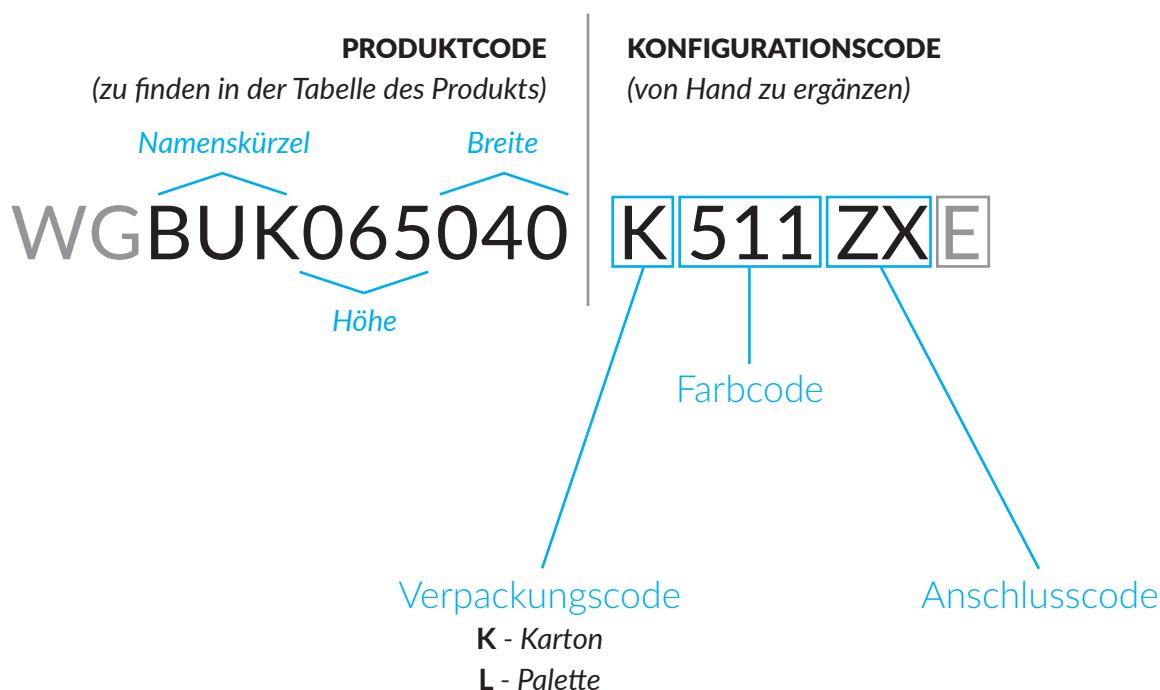 PRODUKTCODE
(zu finden in der Tabelle des Produkts)
KONFIGURATIONSCODE
(von Hand zu ergänzen)
Namenskürzel
Breite
WGBUK065040 K 511 ZX E
Höhe
Farbcode
Verpackungscode
K - Karton
L - Palette
Anschlusscode